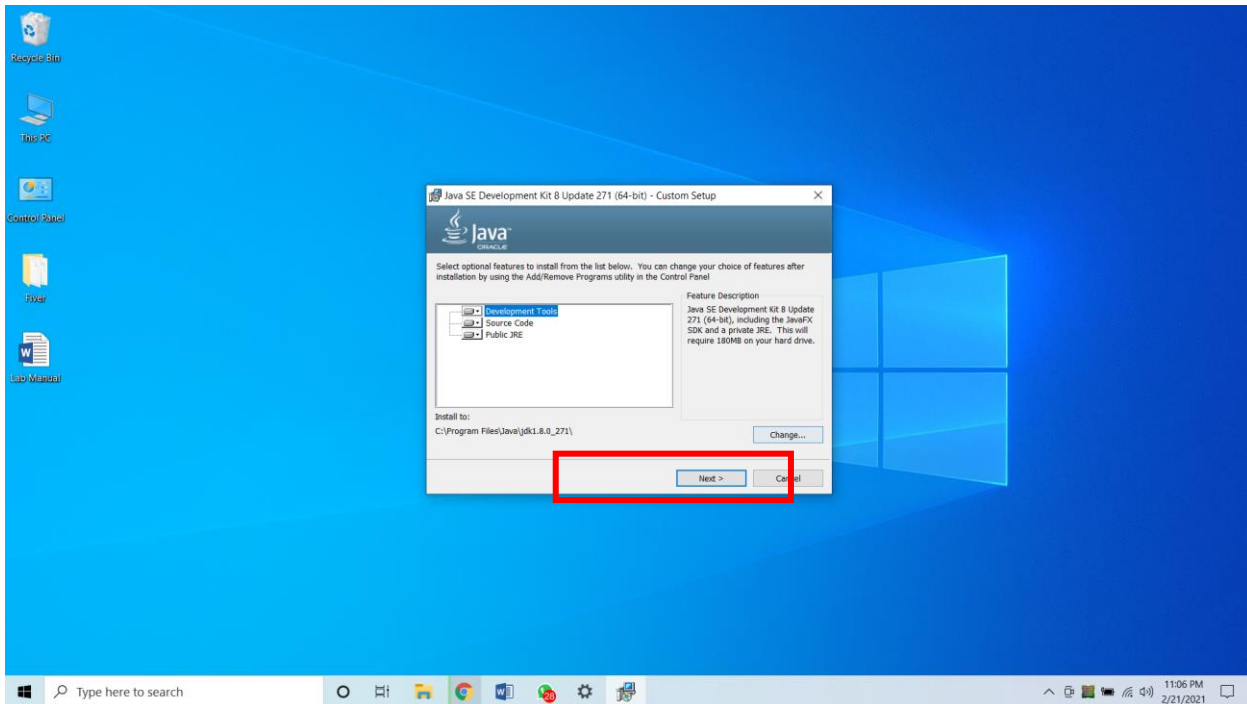 Recycle Bin
This PC
Control Panel
Fiver
Lab Manual
Java SE Development Kit 8 Update 271 (64-bit) - Custom Setup
Java
ORACLE
Select optional features to install from the list below. You can change your choice of features after
installation by using the Add/Remove Programs utility in the Control Panel
Development Tools
Source Code
Public JRE
Feature Description
Java SE Development Kit 8 Update
271 (64-bit), including the JavaFX
SDK and a private JRE. This will
require 180MB on your hard drive.
Install to:
C:\Program Files\Java\jdk1.8.0_271\
Change...
Next >
Cancel
Type here to search
28
11:06 PM
2/21/2021